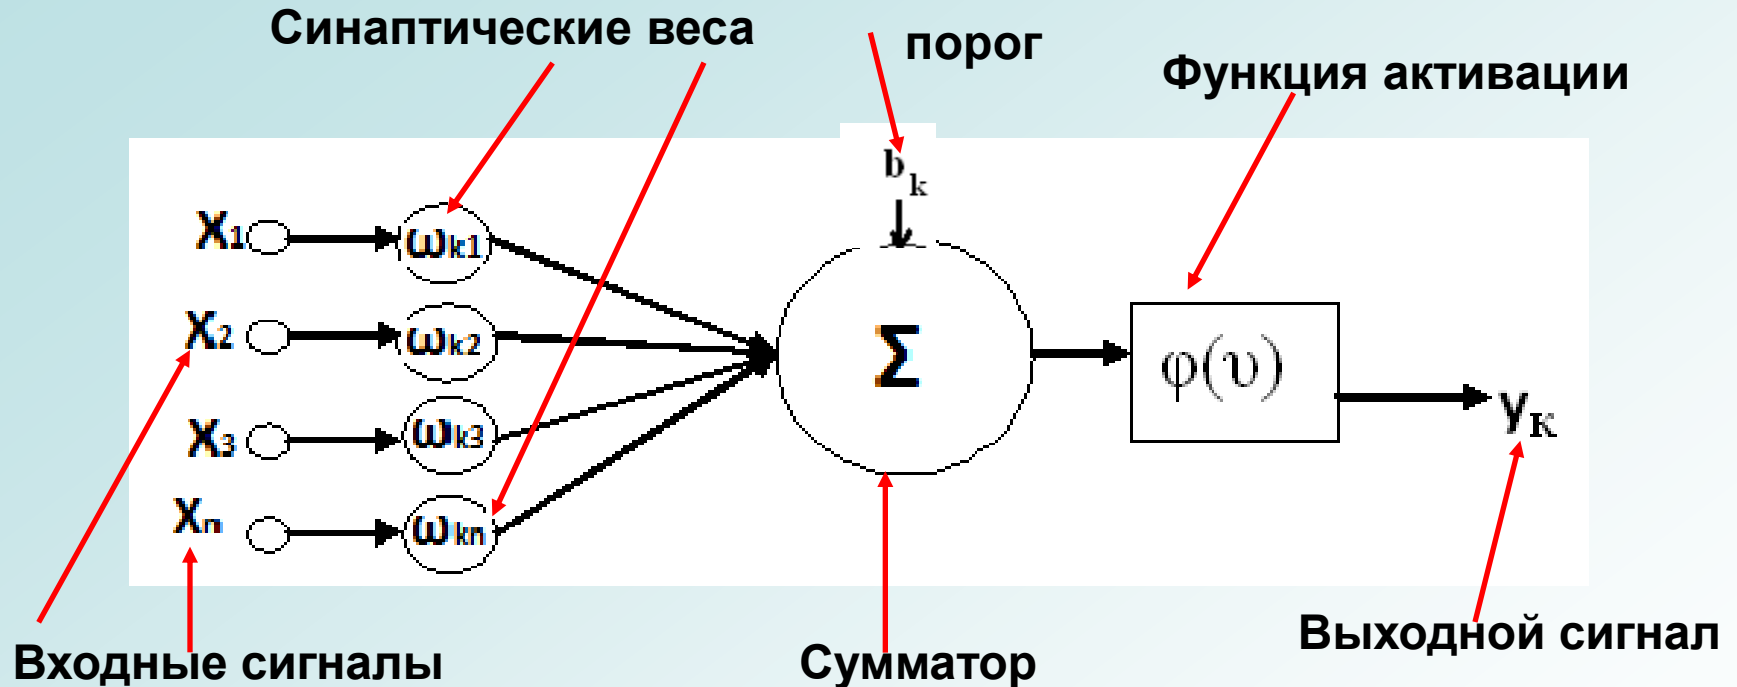 Синаптические веса
порог
Функция активации
b k
X1 ωk1
X2 ωk2
Σ
φ(υ)
X3 ωk3
yК
Xn ωkn
Входные сигналы
Сумматор
Выходной сигнал